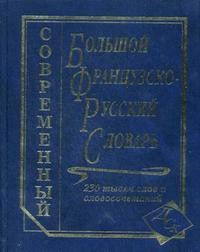 СОВРЕМЕННЫЙ
БОЛЬШОЙ
ФРАНЦУЗСКО-
РУССКИЙ
СЛОВАРЬ
230 тысяч слов и
словосочетаний